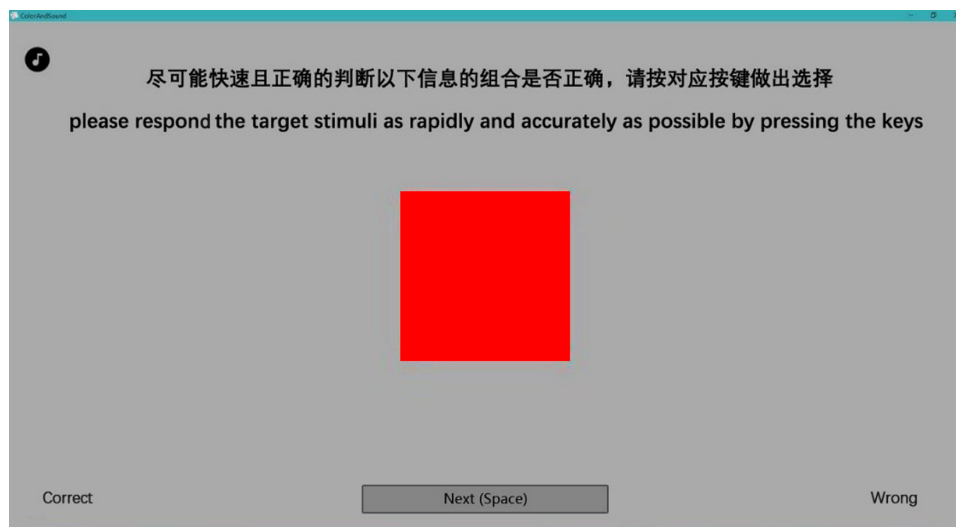 ColorAndSound
尽可能快速且正确的判断以下信息的组合是否正确，请按对应按键做出选择
please respond the target stimuli as rapidly and accurately as possible by pressing the keys
Correct
Next (Space)
Wrong